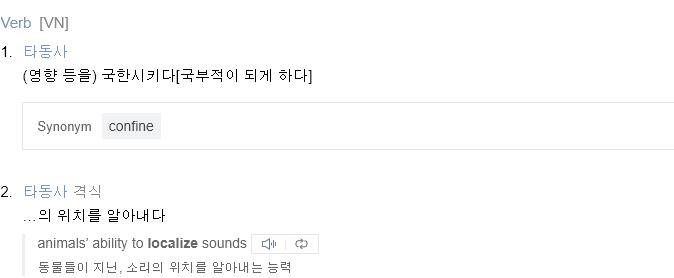 Verb [VN]
1. 타동사
(영향 등을) 국한시키다[국부적이 되게 하다]
Synonym confine
2. 타동사 격식
…의 위치를 알아내다
animals’ ability to localize sounds
동물들이 지닌, 소리의 위치를 알아내는 능력